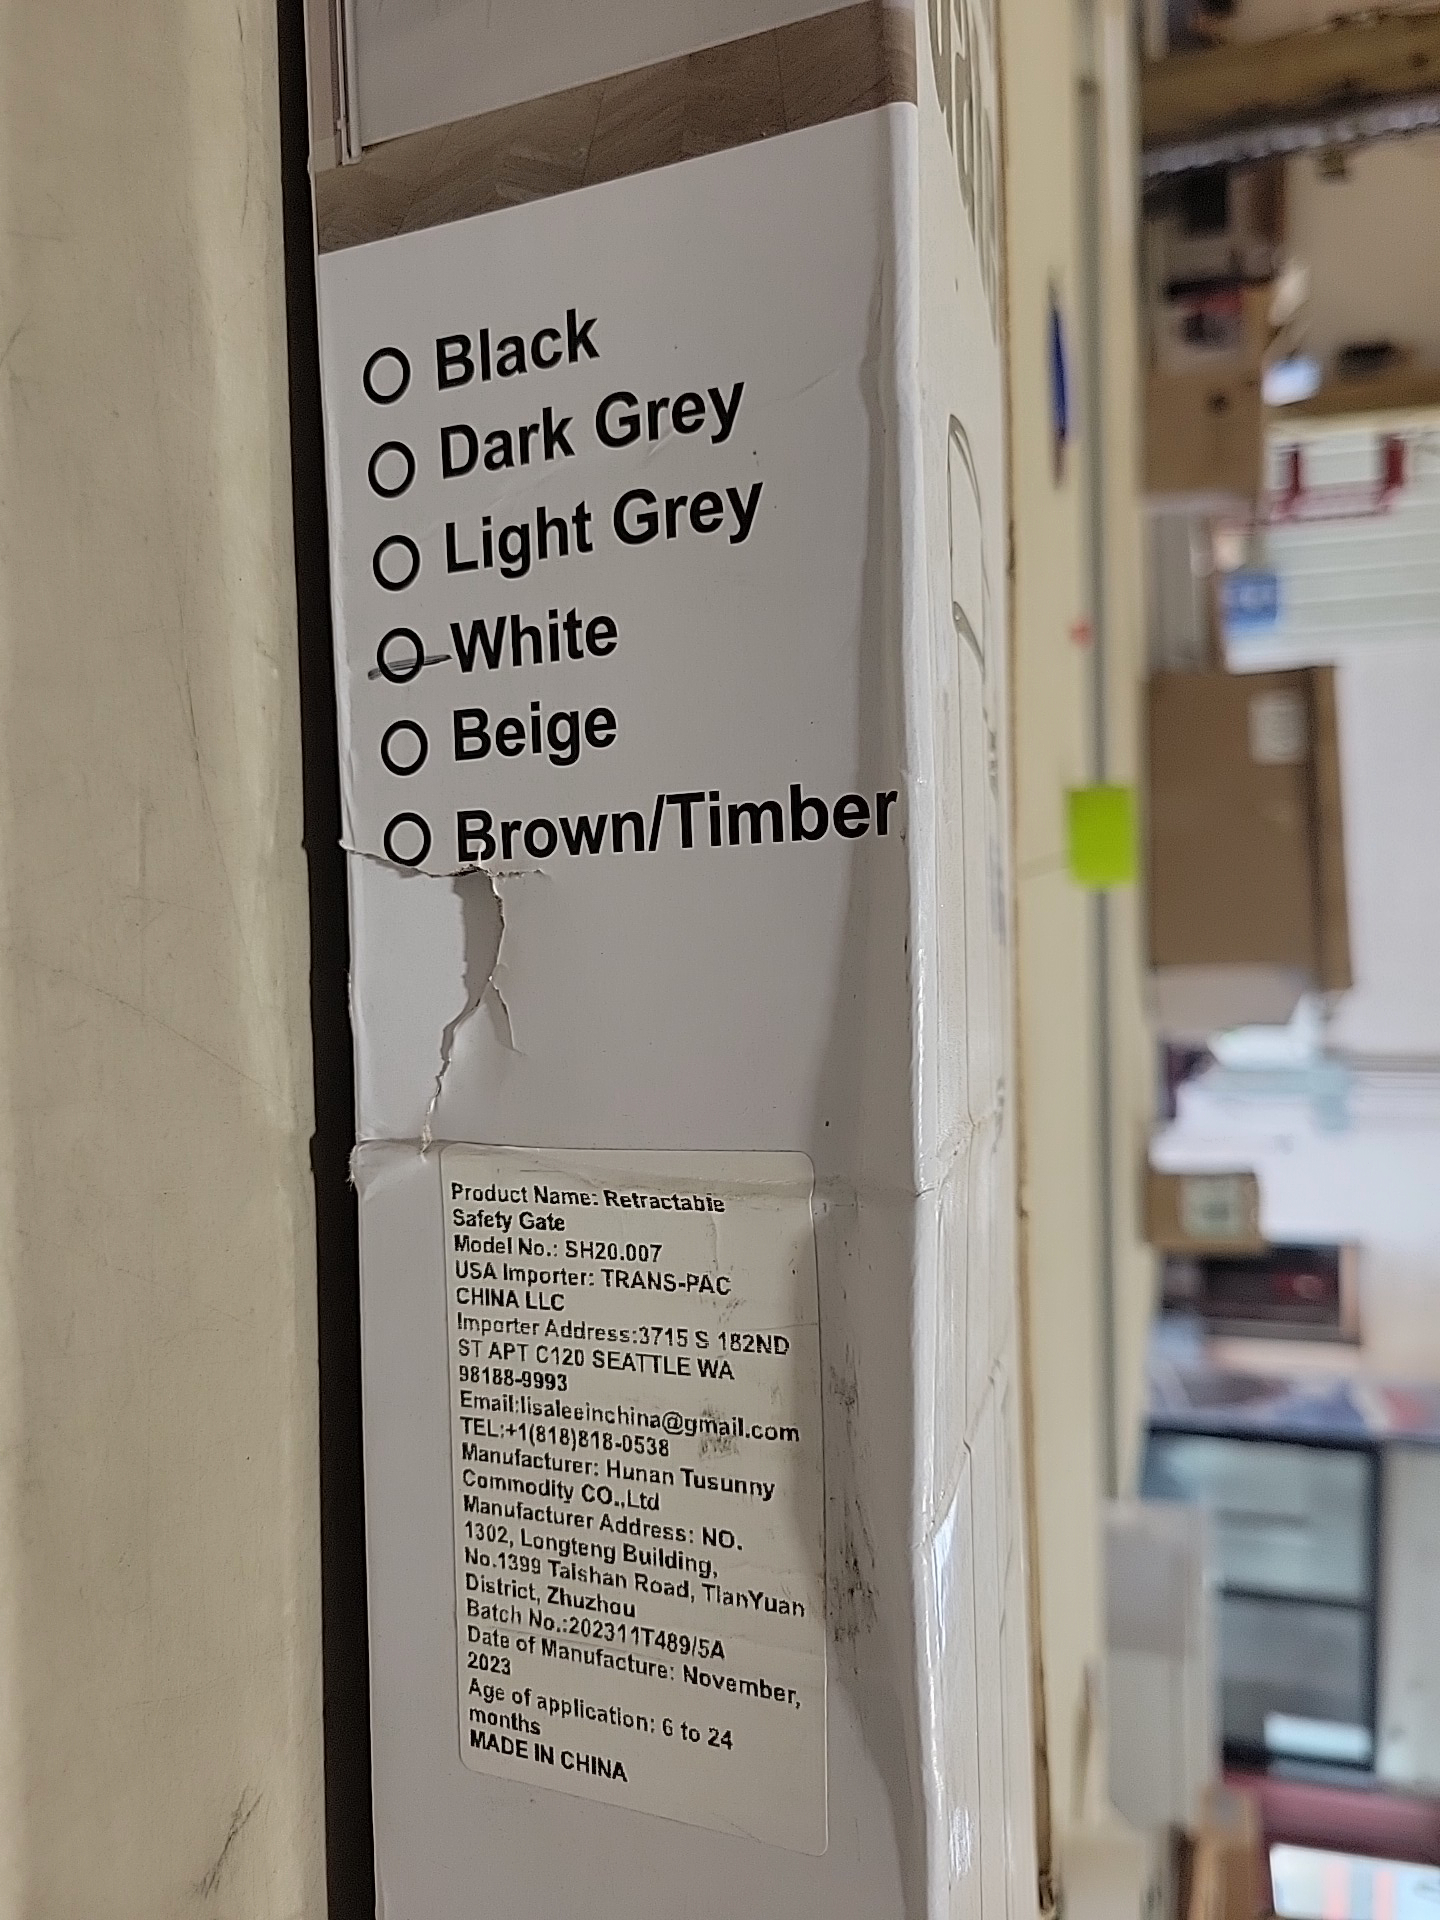 Black
Dark Grey
Light Grey
White
Beige
Brown/Timber
Product Name: Retractable
Safety Gate
Model No.: SH20.007
USA Importer: TRANS-PAC
CHINA LLC
Importer Address:3715 S 182ND
ST APT C120 SEATTLE WA
98188-9993
Email:lisaleeinchina@gmail.com
TEL:+1(818)818-0538
Manufacturer: Hunan Tusunny
Commodity CO.,Ltd
Manufacturer Address: NO.
1302, Longteng Building,
No.1399 Taishan Road, TianYuan
District, Zhuzhou
Batch No.:202311T489/5A
Date of Manufacture: November,
2023
Age of application: 6 to 24
months
MADE IN CHINA